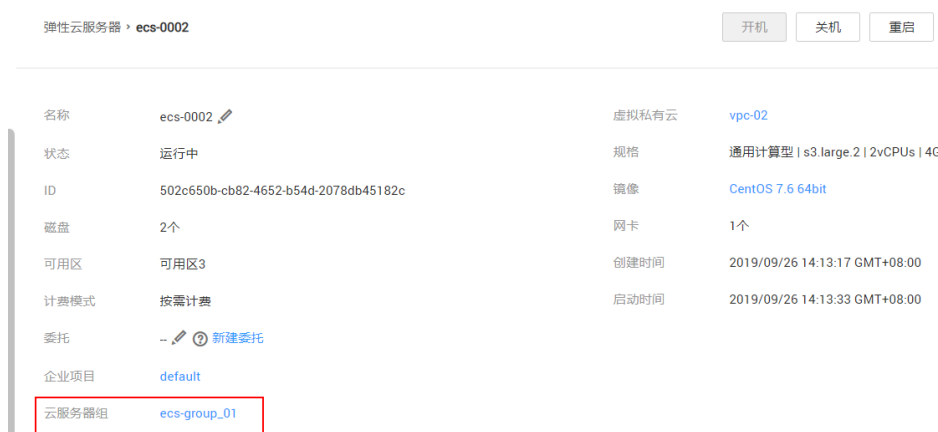 弹性云服务器 › ecs-0002
开机 关机 重启
名称 ecs-0002
状态 运行中
ID 502c650b-cb82-4652-b54d-2078db45182c
磁盘 2个
可用区 可用区3
计费模式 按需计费
委托 -- ? 新建委托
企业项目 default
云服务器组 ecs-group_01
虚拟私有云 vpc-02
规格 通用计算型 | s3.large.2 | 2vCPUs | 4G
镜像 CentOS 7.6 64bit
网卡 1个
创建时间 2019/09/26 14:13:17 GMT+08:00
启动时间 2019/09/26 14:13:33 GMT+08:00